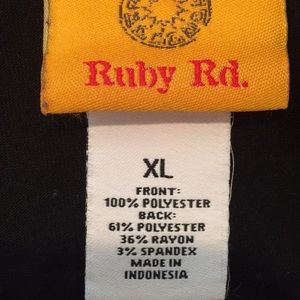 Ruby Rd.
XL
FRONT:
100% POLYESTER
BACK:
61% POLYESTER
36% RAYON
3% SPANDEX
MADE IN
INDONESIA